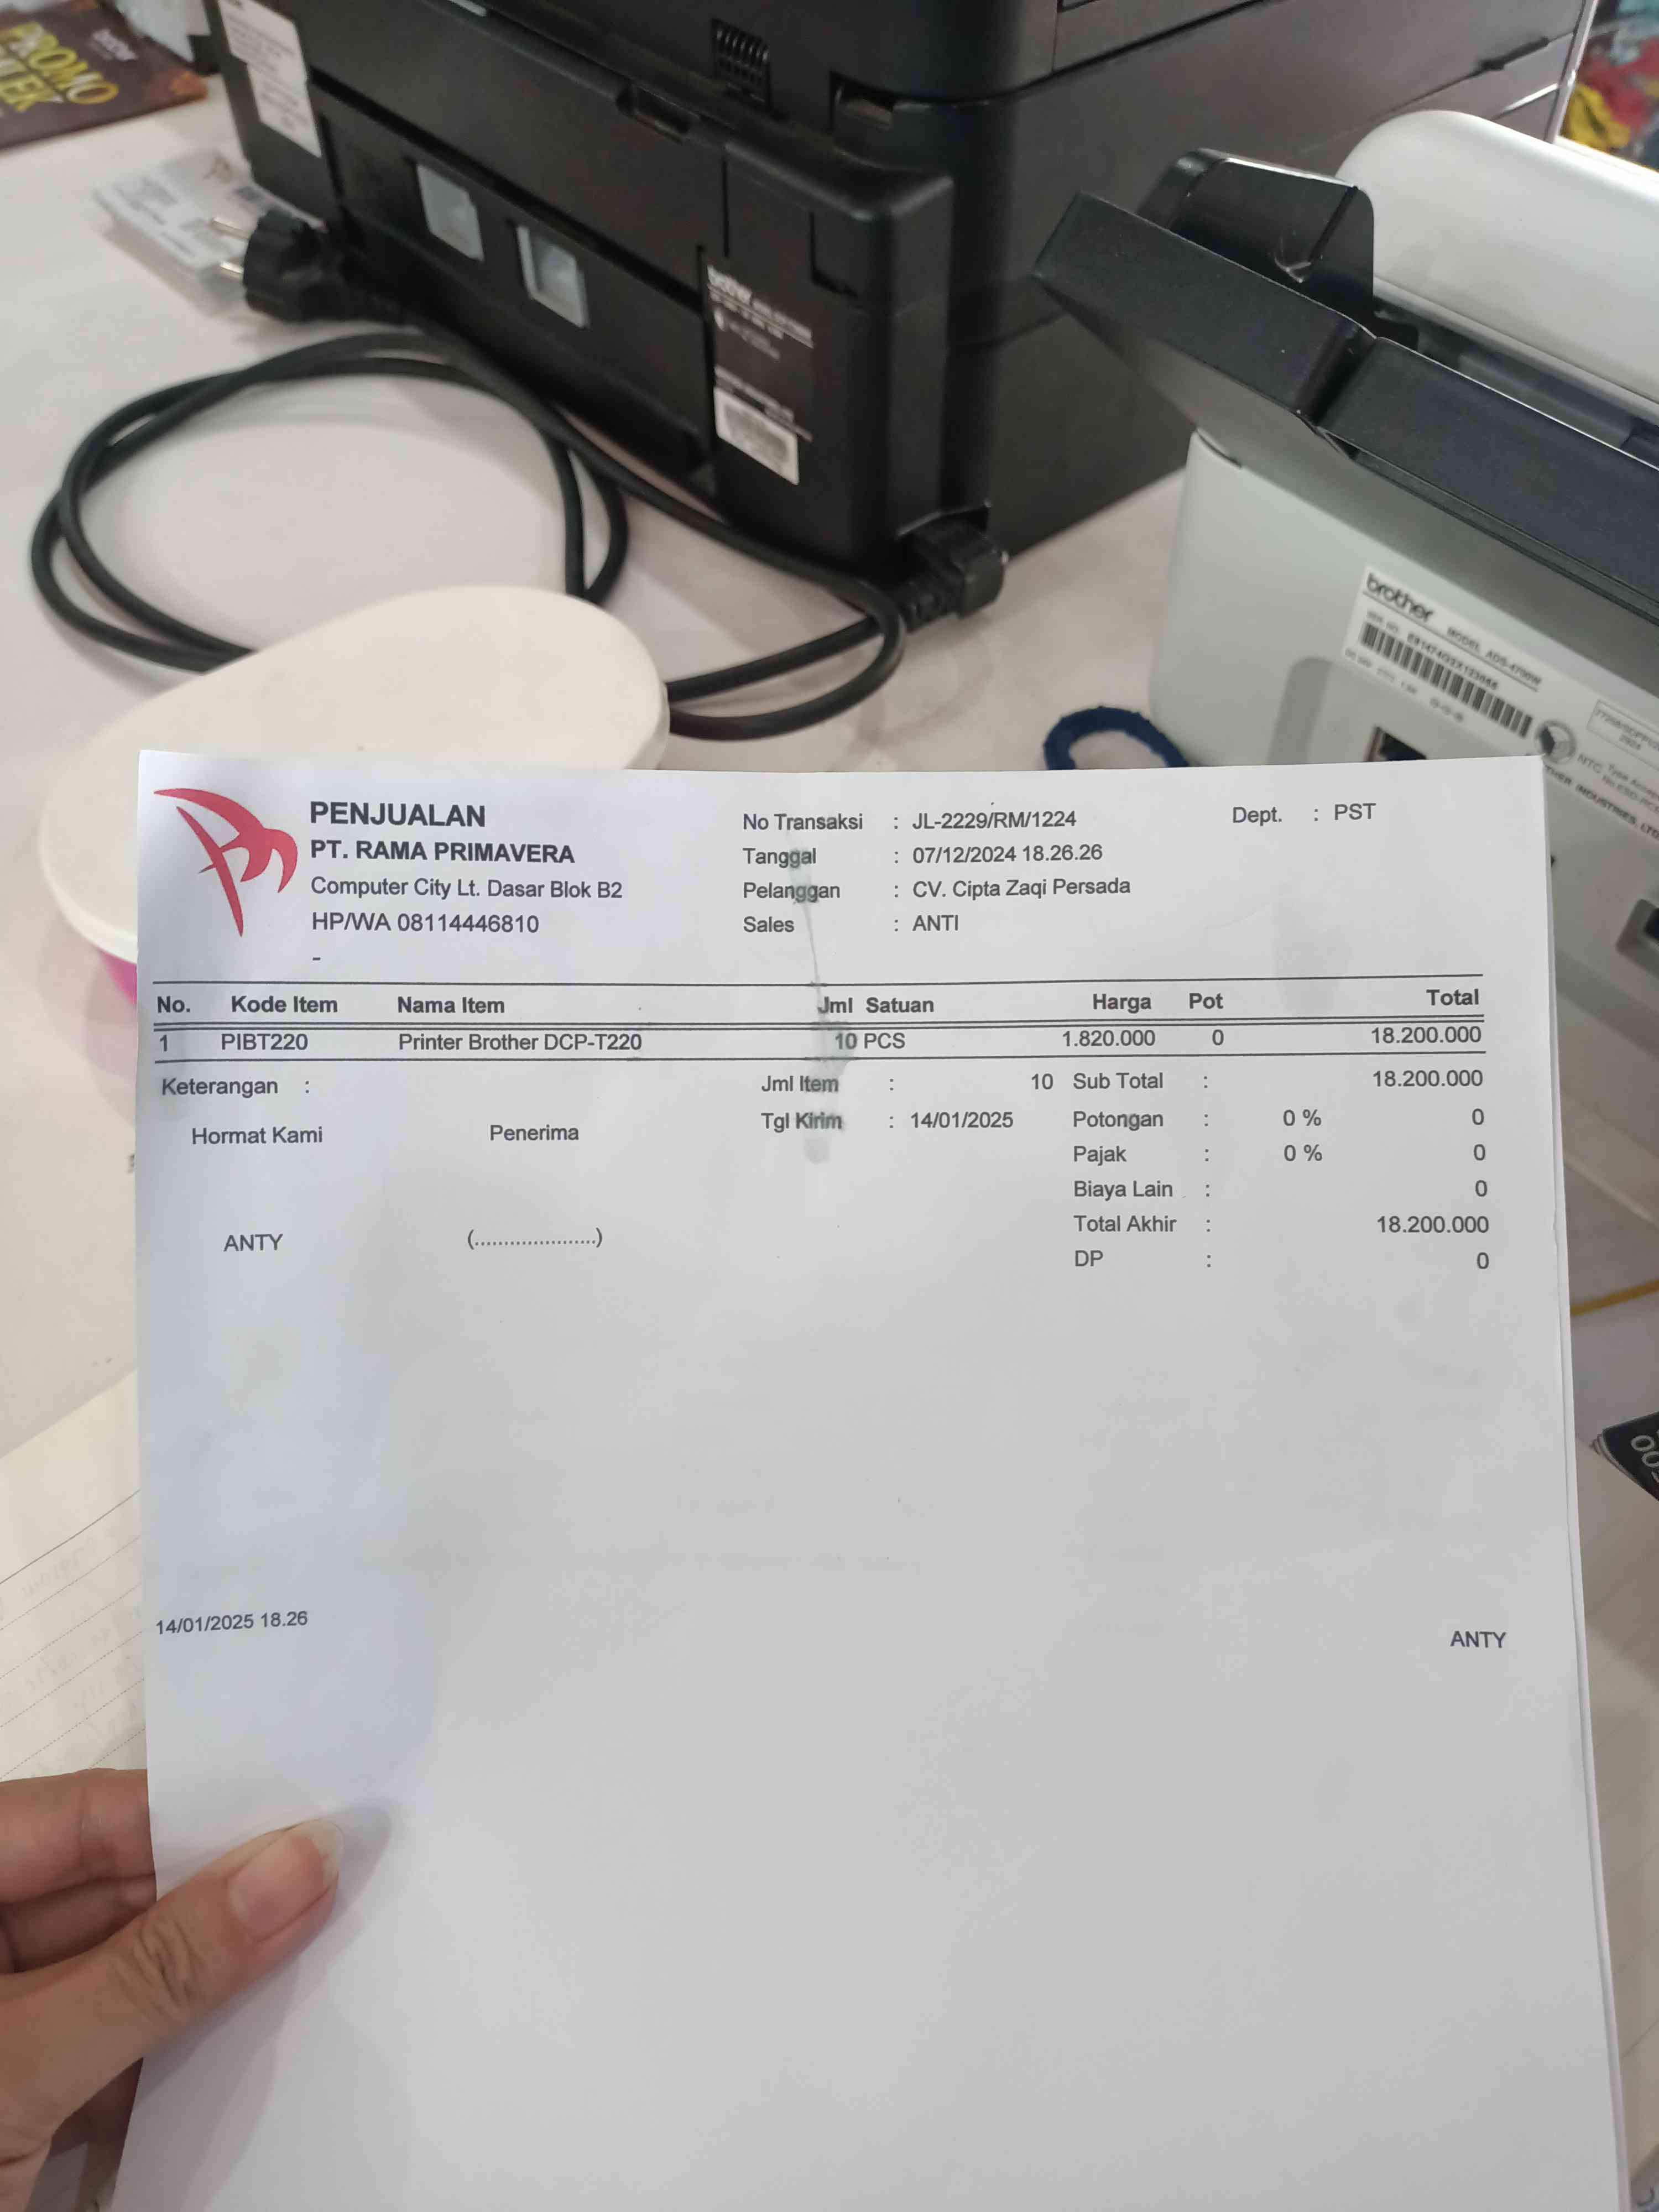 PROMO
brother
brother
MODEL ADS-4700W
PENJUALAN
PT. RAMA PRIMAVERA
Computer City Lt. Dasar Blok B2
HP/WA 08114446810
-
No Transaksi : JL-2229/RM/1224
Tanggal : 07/12/2024 18.26.26
Pelanggan : CV. Cipta Zaqi Persada
Sales : ANTI
Dept. : PST
No. Kode Item Nama Item Jml Satuan Harga Pot Total
1 PIBT220 Printer Brother DCP-T220 10 PCS 1.820.000 0 18.200.000
Keterangan :
Hormat Kami Penerima
ANTY (.....................)
Jml Item : 10
Tgl Kirim : 14/01/2025
Sub Total : 18.200.000
Potongan : 0 % 0
Pajak : 0 % 0
Biaya Lain : 0
Total Akhir : 18.200.000
DP : 0
14/01/2025 18.26 ANTY